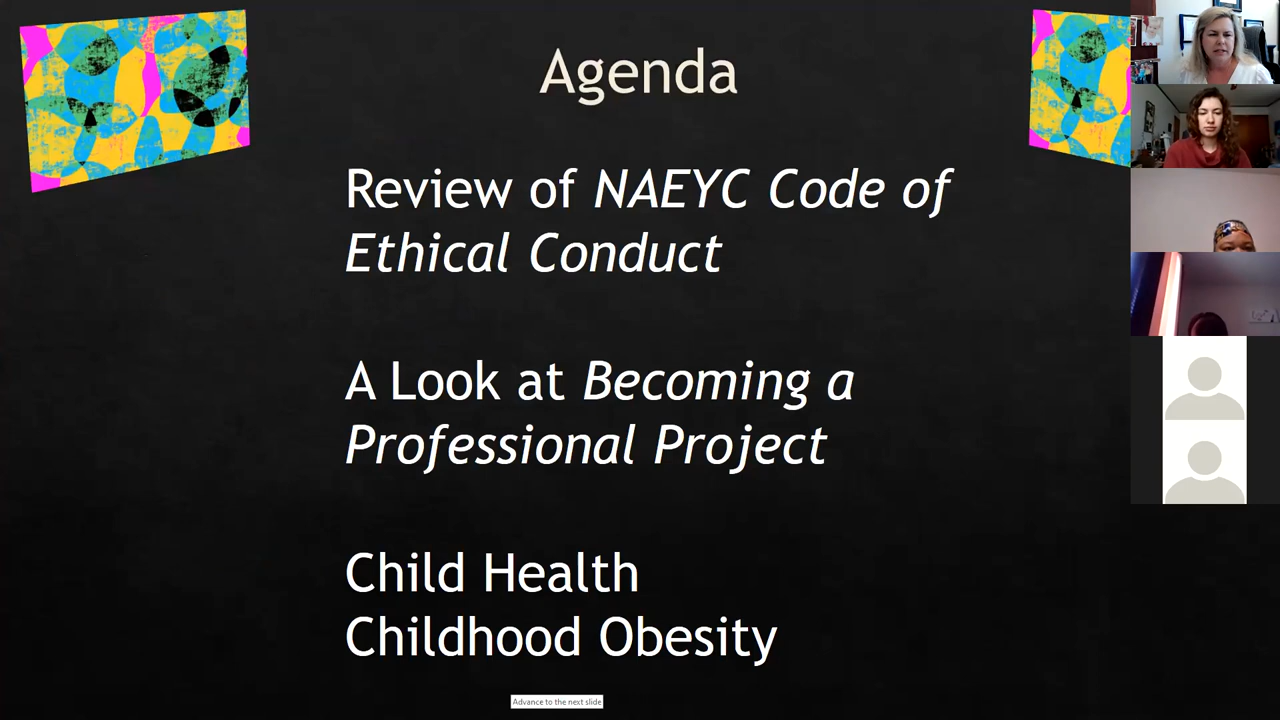 Agenda
Review of NAEYC Code of
Ethical Conduct
A Look at Becoming a
Professional Project
Child Health
Childhood Obesity
Advance to the next slide